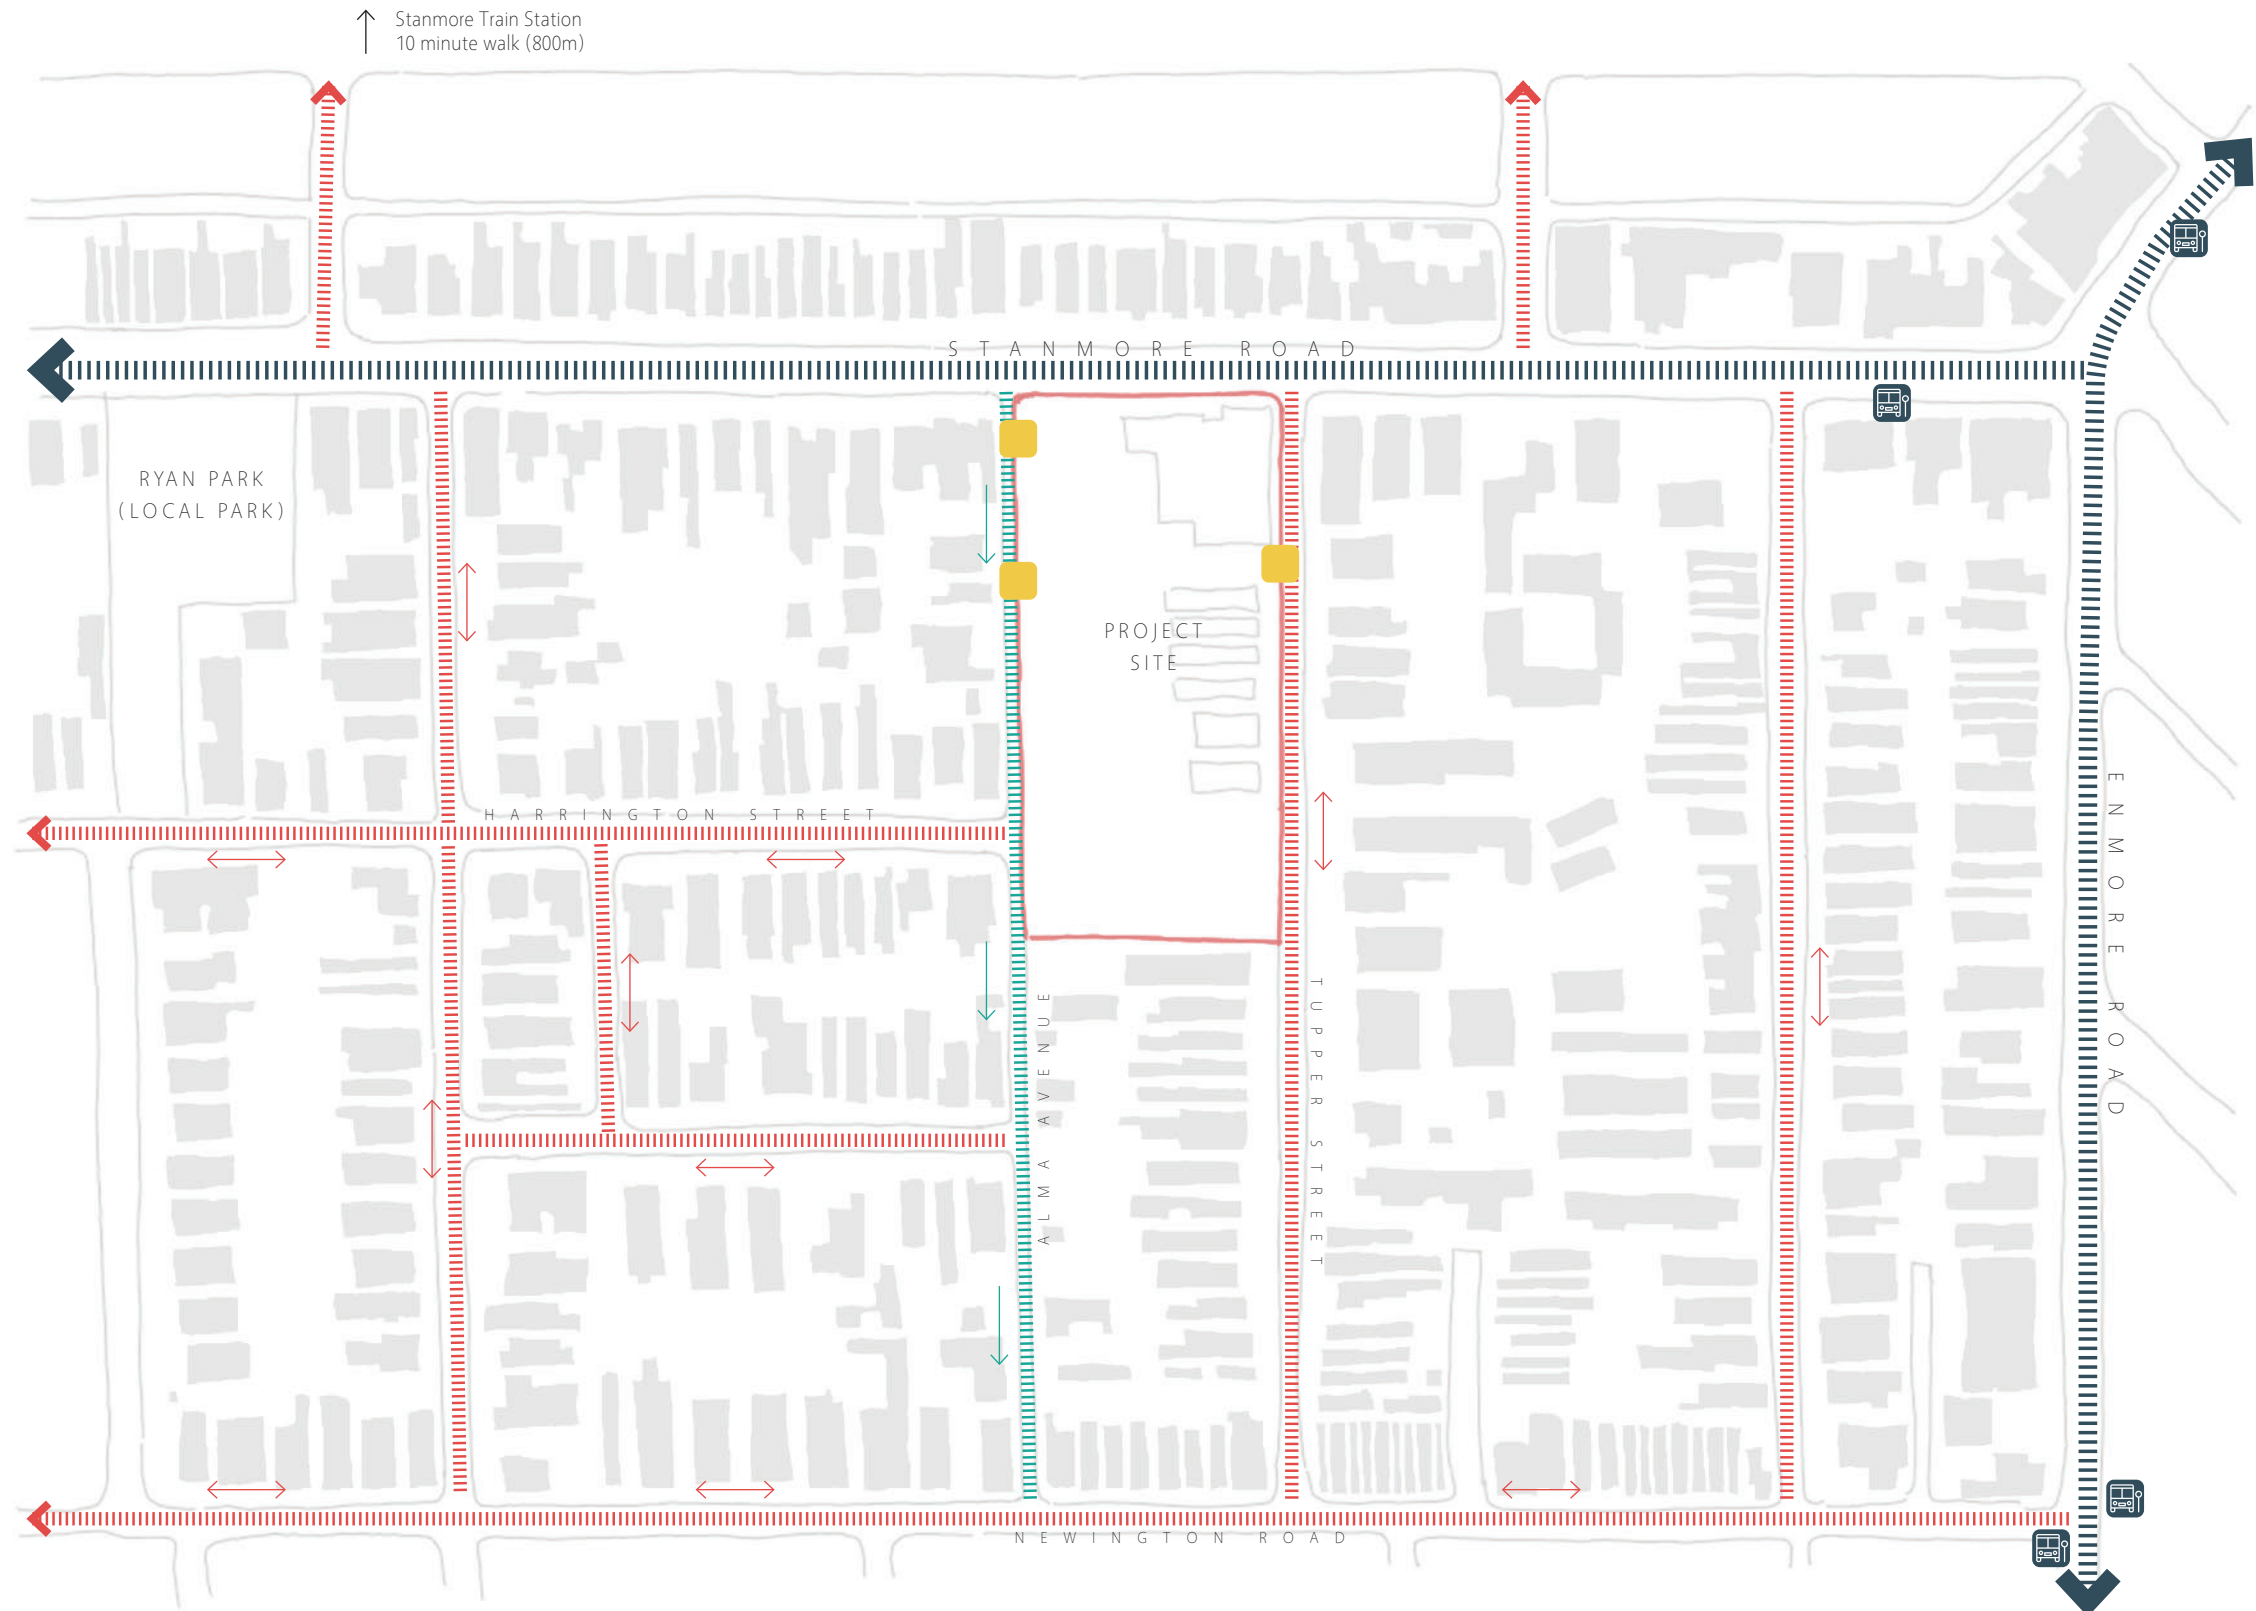 Stanmore Train Station
10 minute walk (800m)
STANMORE ROAD
RYAN PARK
(LOCAL PARK)
PROJECT
SITE
HARRINGTON STREET
ENMORE ROAD
ALMA AVENUE
TUPPER STREET
NEWINGTON ROAD